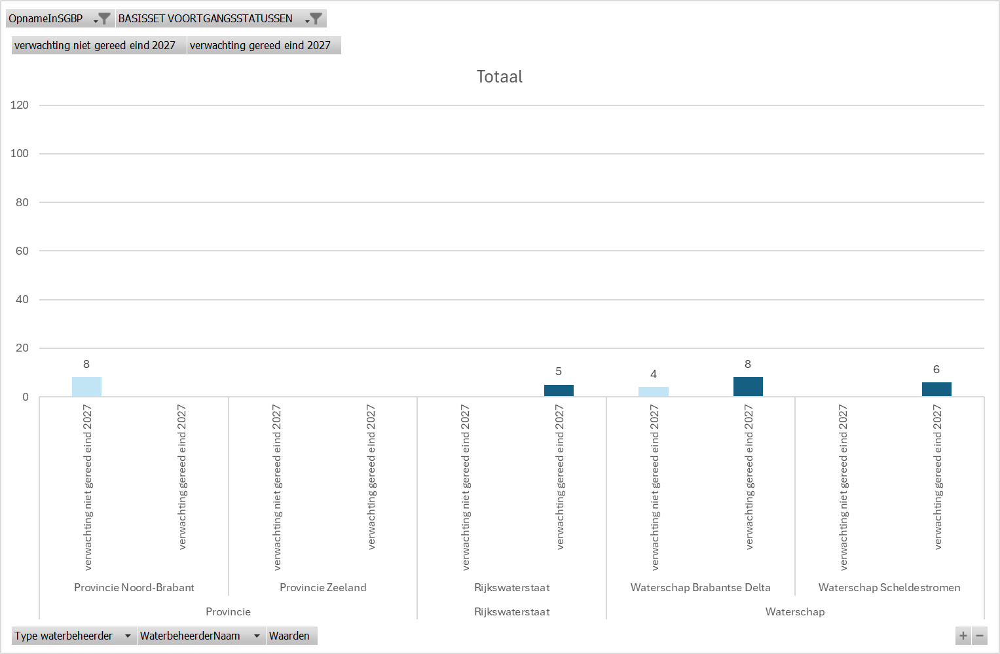 OpnameInSGBP BASISSET VOORTGANGSSTATUSSEN
verwachting niet gereed eind 2027 verwachting gereed eind 2027
Totaal
120
100
80
60
40
20
0
8
5
4
8
6
verwachting niet gereed eind 2027
verwachting gereed eind 2027
verwachting niet gereed eind 2027
verwachting gereed eind 2027
verwachting niet gereed eind 2027
verwachting gereed eind 2027
verwachting niet gereed eind 2027
verwachting gereed eind 2027
verwachting niet gereed eind 2027
verwachting gereed eind 2027
Provincie Noord-Brabant Provincie Zeeland Rijkswaterstaat Waterschap Brabantse Delta Waterschap Scheldestromen
Provincie Rijkswaterstaat Waterschap
Type waterbeheerder WaterbeheerderNaam Waarden + −